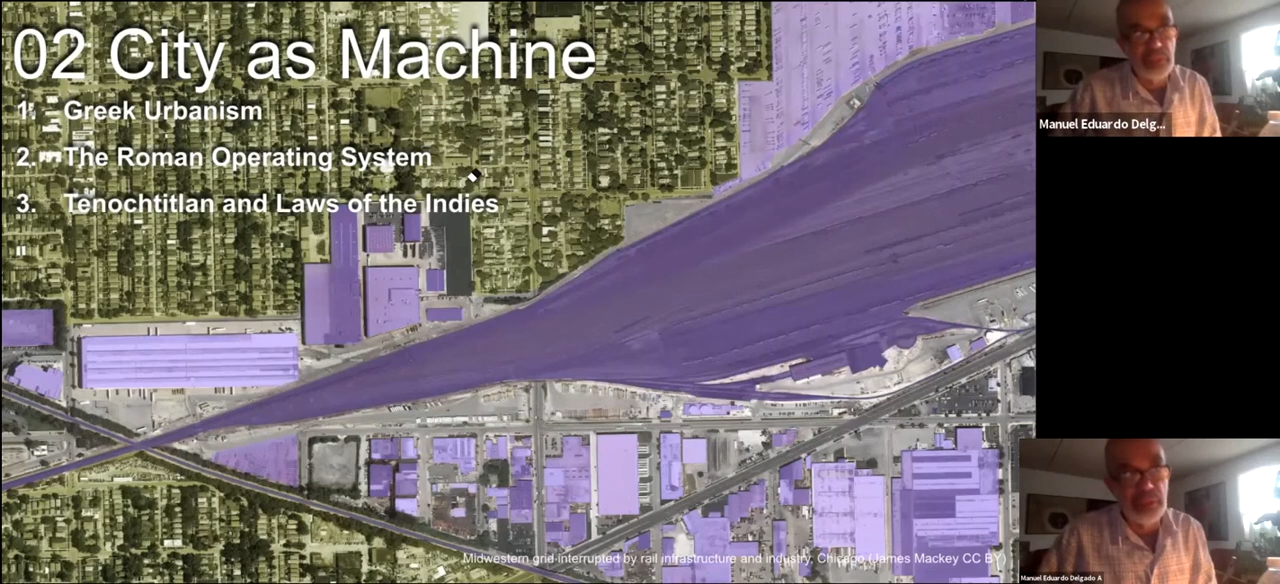 02 City as Machine
1. Greek Urbanism
2. The Roman Operating System
3. Tenochtitlan and Laws of the Indies
Midwestern grid interrupted by rail infrastructure and industry, Chicago (James Mackey CC BY)
Manuel Eduardo Delg...
Manuel Eduardo Delgado A